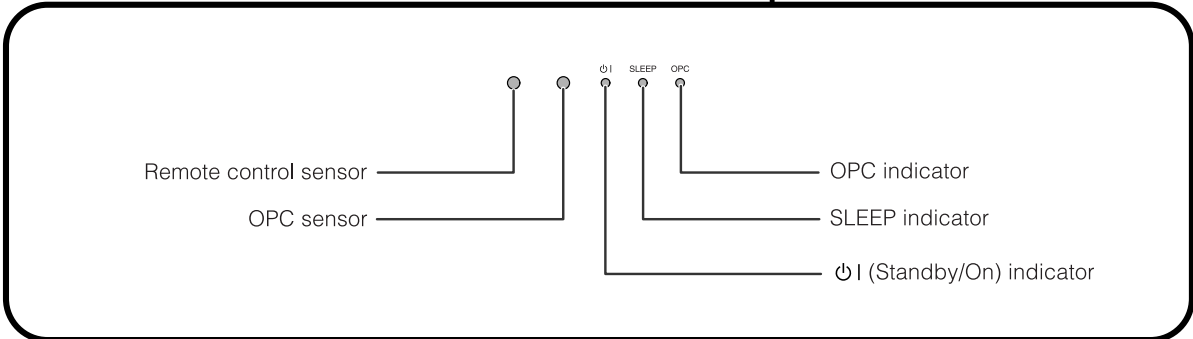 ⏻ I SLEEP OPC
Remote control sensor
OPC indicator
OPC sensor
SLEEP indicator
⏻ I (Standby/On) indicator